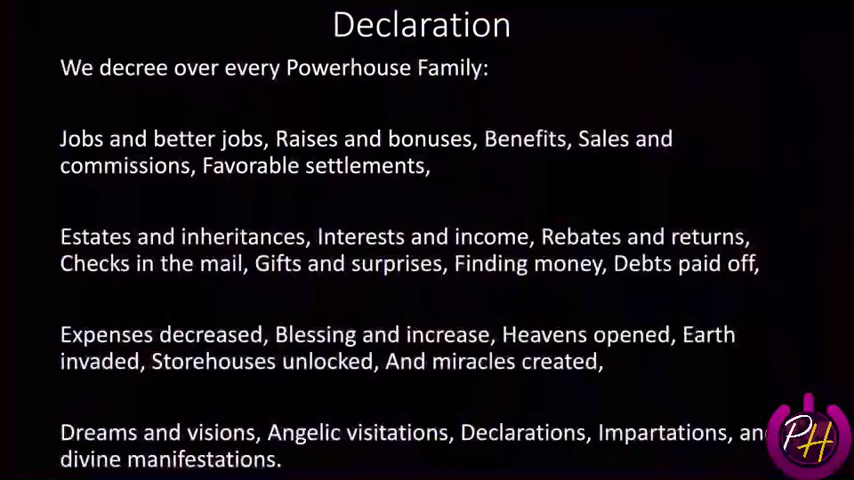 Declaration
We decree over every Powerhouse Family:
Jobs and better jobs, Raises and bonuses, Benefits, Sales and
commissions, Favorable settlements,
Estates and inheritances, Interests and income, Rebates and returns,
Checks in the mail, Gifts and surprises, Finding money, Debts paid off,
Expenses decreased, Blessing and increase, Heavens opened, Earth
invaded, Storehouses unlocked, And miracles created,
Dreams and visions, Angelic visitations, Declarations, Impartations, and
divine manifestations.
PH